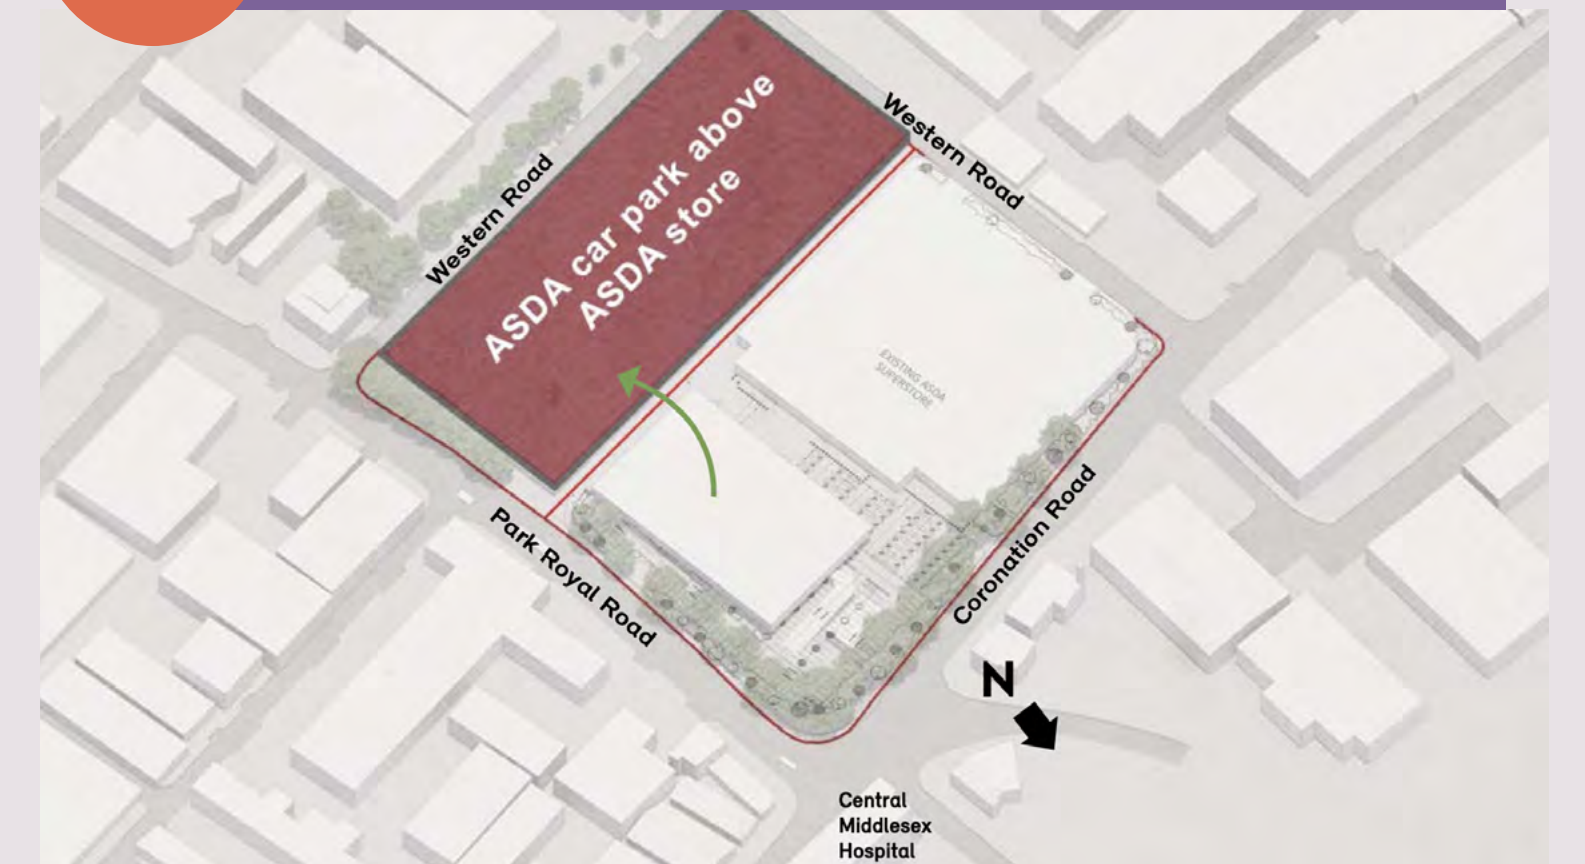 ASDA car park above
ASDA store
Western Road
Western Road
EXISTING ASDA
SUPERSTORE
Park Royal Road
Coronation Road
N
Central
Middlesex
Hospital